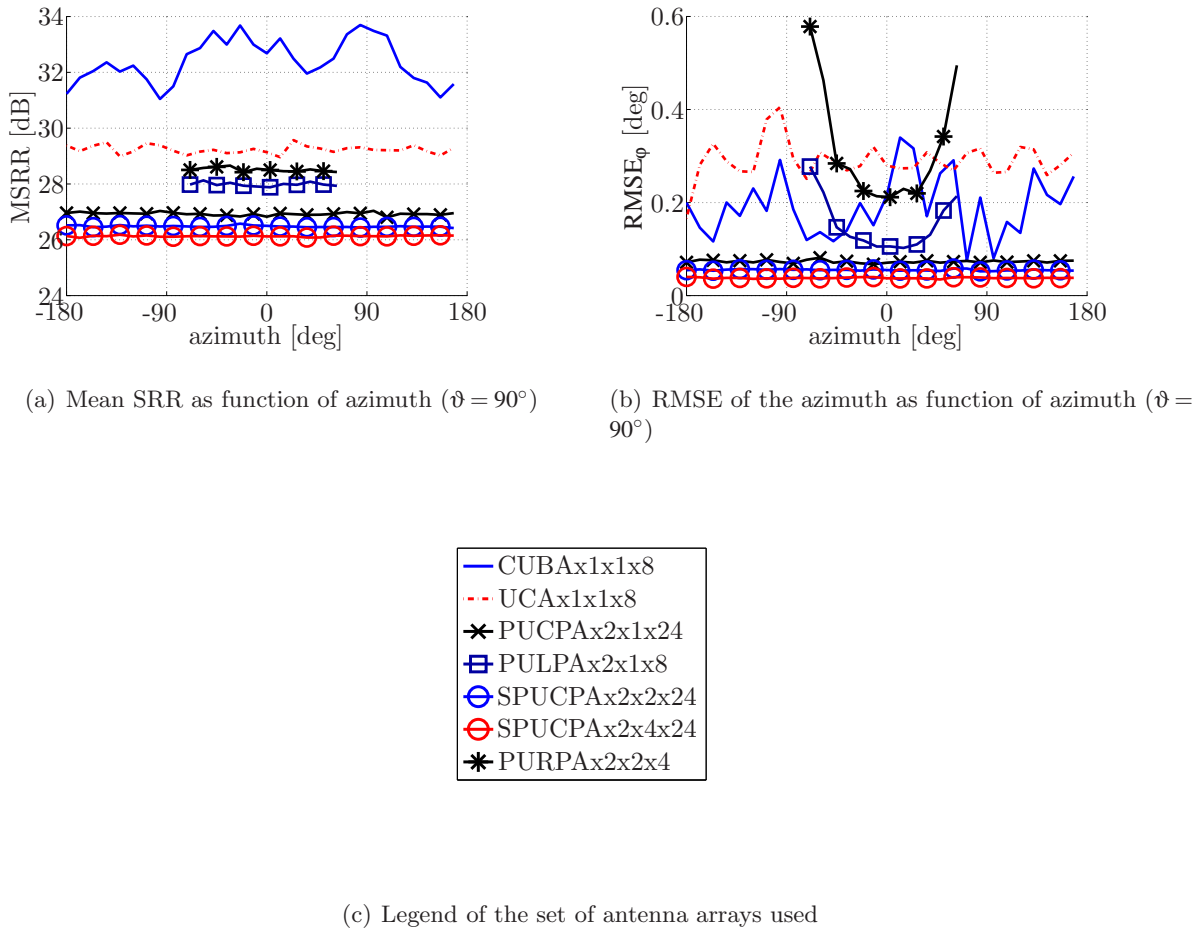 34
32
30
28
26
24
-180
-90
0
90
180
MSRR [dB]
azimuth [deg]
0.6
0.4
0.2
0
-180
-90
0
90
180
RMSEφ [deg]
azimuth [deg]
(a) Mean SRR as function of azimuth (ϑ = 90°)
(b) RMSE of the azimuth as function of azimuth (ϑ =
90°)
CUBAx1x1x8
UCAx1x1x8
PUCPAx2x1x24
PULPAx2x1x8
SPUCPAx2x2x24
SPUCPAx2x4x24
PURPAx2x2x4
(c) Legend of the set of antenna arrays used